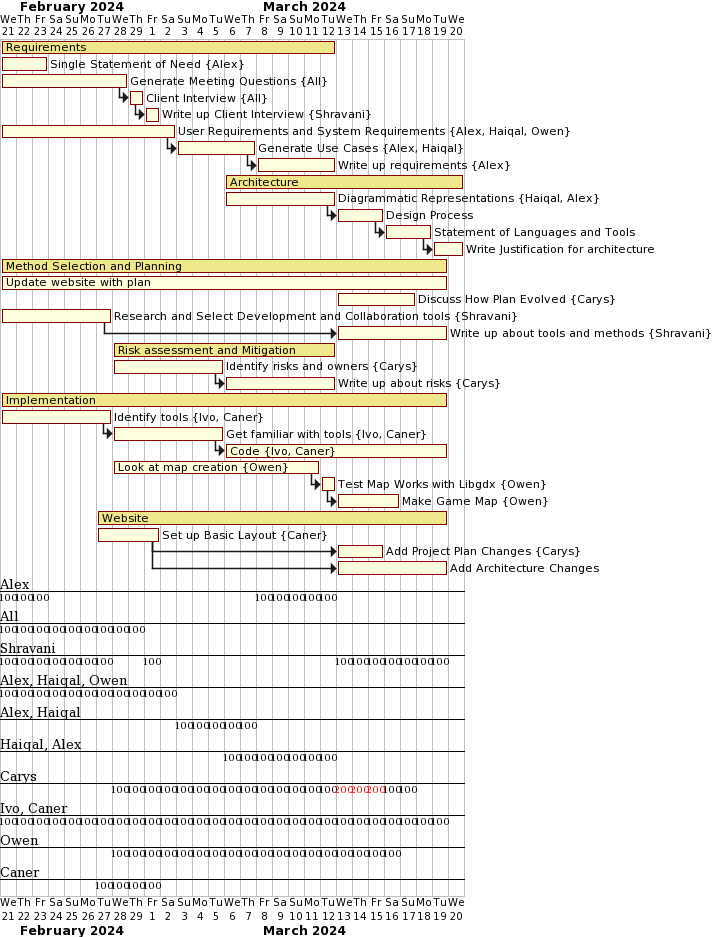 February 2024 March 2024
We Th Fr Sa Su Mo Tu We Th Fr Sa Su Mo Tu We Th Fr Sa Su Mo Tu We Th Fr Sa Su Mo Tu We
21 22 23 24 25 26 27 28 29 1 2 3 4 5 6 7 8 9 10 11 12 13 14 15 16 17 18 19 20
Requirements
Single Statement of Need {Alex}
Generate Meeting Questions {All}
Client Interview {All}
Write up Client Interview {Shravani}
User Requirements and System Requirements {Alex, Haiqal, Owen}
Generate Use Cases {Alex, Haiqal}
Write up requirements {Alex}
Architecture
Diagrammatic Representations {Haiqal, Alex}
Design Process
Statement of Languages and Tools
Write Justification for architecture
Method Selection and Planning
Update website with plan
Discuss How Plan Evolved {Carys}
Research and Select Development and Collaboration tools {Shravani}
Write up about tools and methods {Shravani}
Risk assessment and Mitigation
Identify risks and owners {Carys}
Write up about risks {Carys}
Implementation
Identify tools {Ivo, Caner}
Get familiar with tools {Ivo, Caner}
Code {Ivo, Caner}
Look at map creation {Owen}
Test Map Works with Libgdx {Owen}
Make Game Map {Owen}
Website
Set up Basic Layout {Caner}
Add Project Plan Changes {Carys}
Add Architecture Changes
Alex
100 100 100 100 100 100 100 100
All
100 100 100 100 100 100 100 100 100
Shravani
100 100 100 100 100 100 100 100 100 100 100 100 100 100 100
Alex, Haiqal, Owen
100 100 100 100 100 100 100 100 100 100 100
Alex, Haiqal
100 100 100 100 100
Haiqal, Alex
100 100 100 100 100 100 100
Carys
100 100 100 100 100 100 100 100 100 100 100 100 100 100 200 200 200 100 100
Ivo, Caner
100 100 100 100 100 100 100 100 100 100 100 100 100 100 100 100 100 100 100 100 100 100 100 100 100 100 100 100
Owen
100 100 100 100 100 100 100 100 100 100 100 100 100 100 100 100 100 100
Caner
100 100 100 100
We Th Fr Sa Su Mo Tu We Th Fr Sa Su Mo Tu We Th Fr Sa Su Mo Tu We Th Fr Sa Su Mo Tu We
21 22 23 24 25 26 27 28 29 1 2 3 4 5 6 7 8 9 10 11 12 13 14 15 16 17 18 19 20
February 2024 March 2024